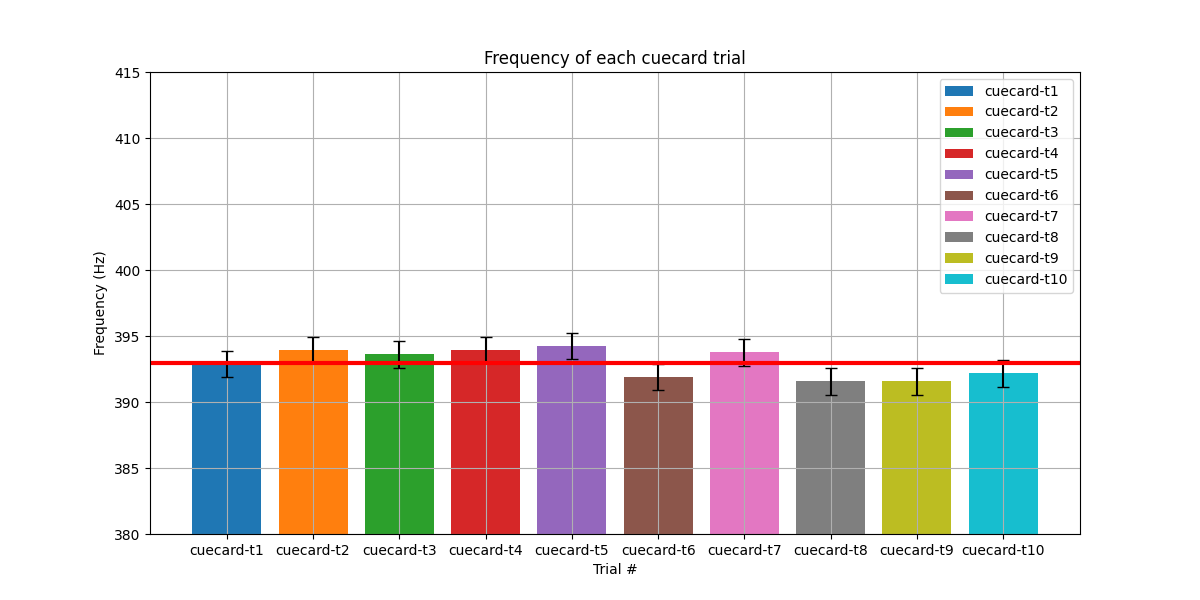 Frequency of each cuecard trial
415
410
405
400
395
390
385
380
Frequency (Hz)
cuecard-t1
cuecard-t2
cuecard-t3
cuecard-t4
cuecard-t5
cuecard-t6
cuecard-t7
cuecard-t8
cuecard-t9
cuecard-t10
cuecard-t1 cuecard-t2 cuecard-t3 cuecard-t4 cuecard-t5 cuecard-t6 cuecard-t7 cuecard-t8 cuecard-t9 cuecard-t10
Trial #